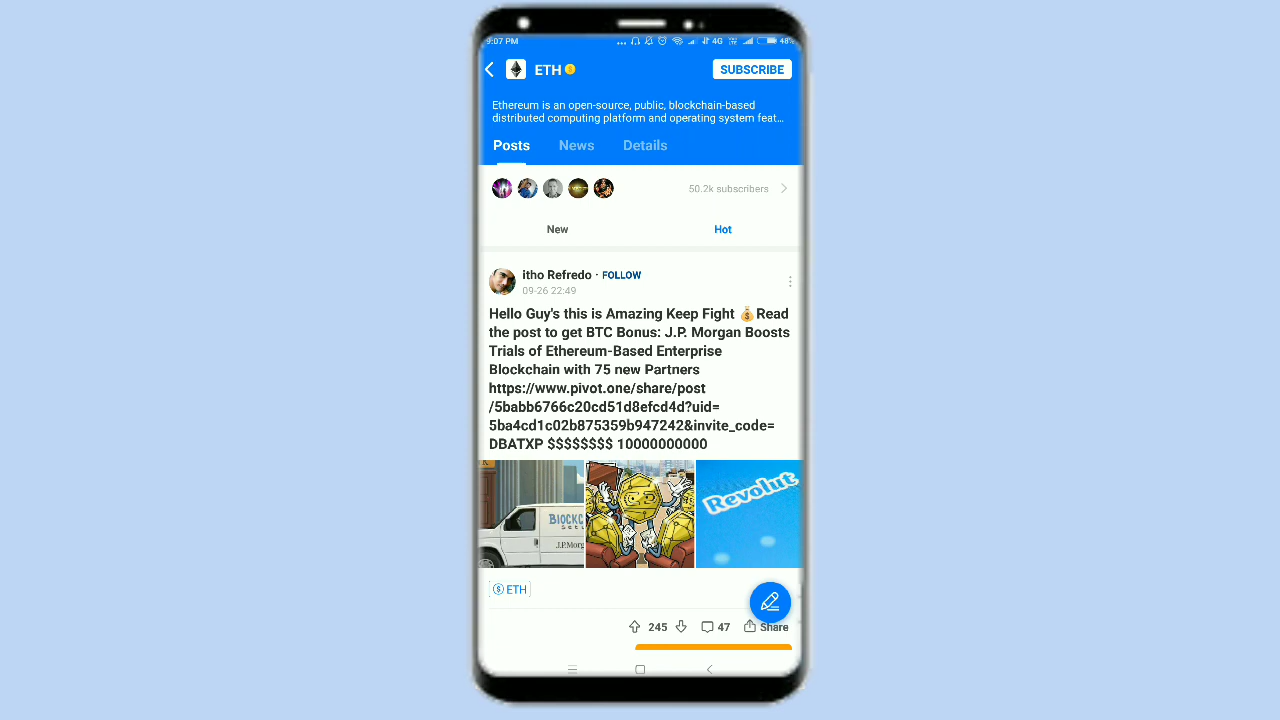 9:07 PM ... 4G 48%
ETH SUBSCRIBE
Ethereum is an open-source, public, blockchain-based
distributed computing platform and operating system feat...
Posts News Details
50.2k subscribers
New Hot
itho Refredo · FOLLOW
09-26 22:49
Hello Guy's this is Amazing Keep Fight 💰Read
the post to get BTC Bonus: J.P. Morgan Boosts
Trials of Ethereum-Based Enterprise
Blockchain with 75 new Partners
https://www.pivot.one/share/post
/5babb6766c20cd51d8efcd4d?uid=
5ba4cd1c02b875359b947242&invite_code=
DBATXP $$$$$$$$ 10000000000
BLOCKC
J.P.Morg
Revolut
ETH
245 47 Share